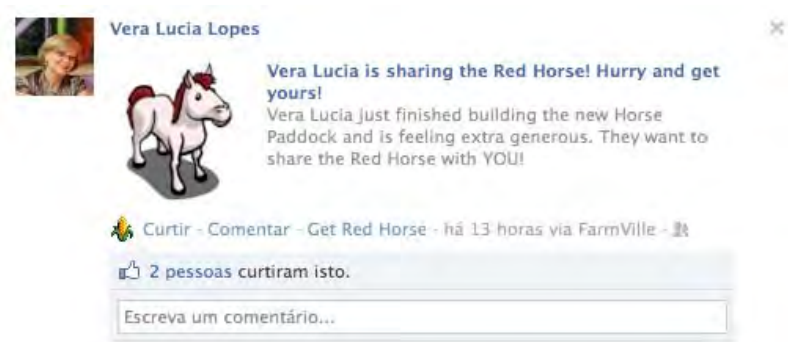 Vera Lucia Lopes
Vera Lucia is sharing the Red Horse! Hurry and get
yours!
Vera Lucia just finished building the new Horse
Paddock and is feeling extra generous. They want to
share the Red Horse with YOU!
Curtir - Comentar - Get Red Horse - há 13 horas via FarmVille -
2 pessoas curtiram isto.
Escreva um comentário...